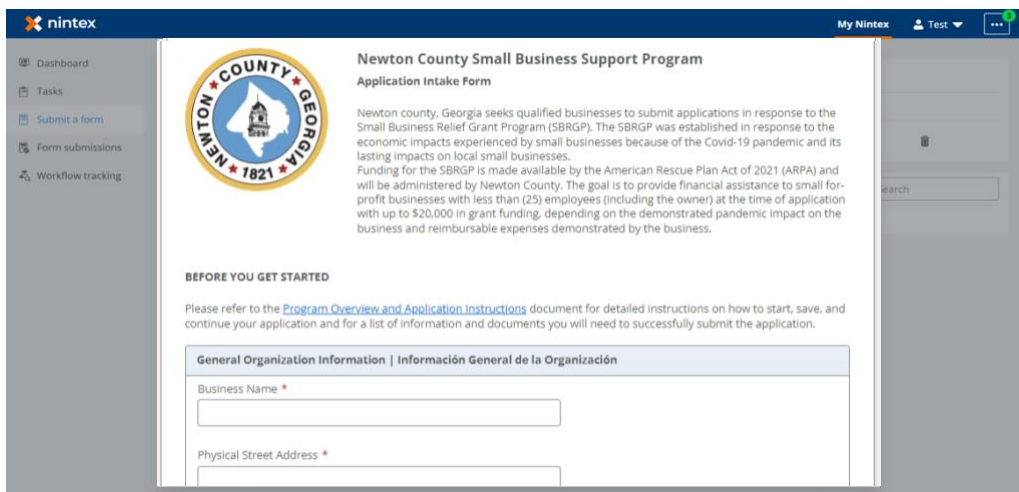 nintex
My Nintex
Test
...
3
Dashboard
Tasks
Submit a form
Form submissions
Workflow tracking
earch
NEWTON COUNTY GEORGIA
1821
Newton County Small Business Support Program
Application Intake Form
Newton county, Georgia seeks qualified businesses to submit applications in response to the
Small Business Relief Grant Program (SBRGP). The SBRGP was established in response to the
economic impacts experienced by small businesses because of the Covid-19 pandemic and its
lasting impacts on local small businesses.
Funding for the SBRGP is made available by the American Rescue Plan Act of 2021 (ARPA) and
will be administered by Newton County. The goal is to provide financial assistance to small for-
profit businesses with less than (25) employees (including the owner) at the time of application
with up to $20,000 in grant funding, depending on the demonstrated pandemic impact on the
business and reimbursable expenses demonstrated by the business.
BEFORE YOU GET STARTED
Please refer to the Program Overview and Application Instructions document for detailed instructions on how to start, save, and
continue your application and for a list of information and documents you will need to successfully submit the application.
General Organization Information | Información General de la Organización
Business Name *
Physical Street Address *